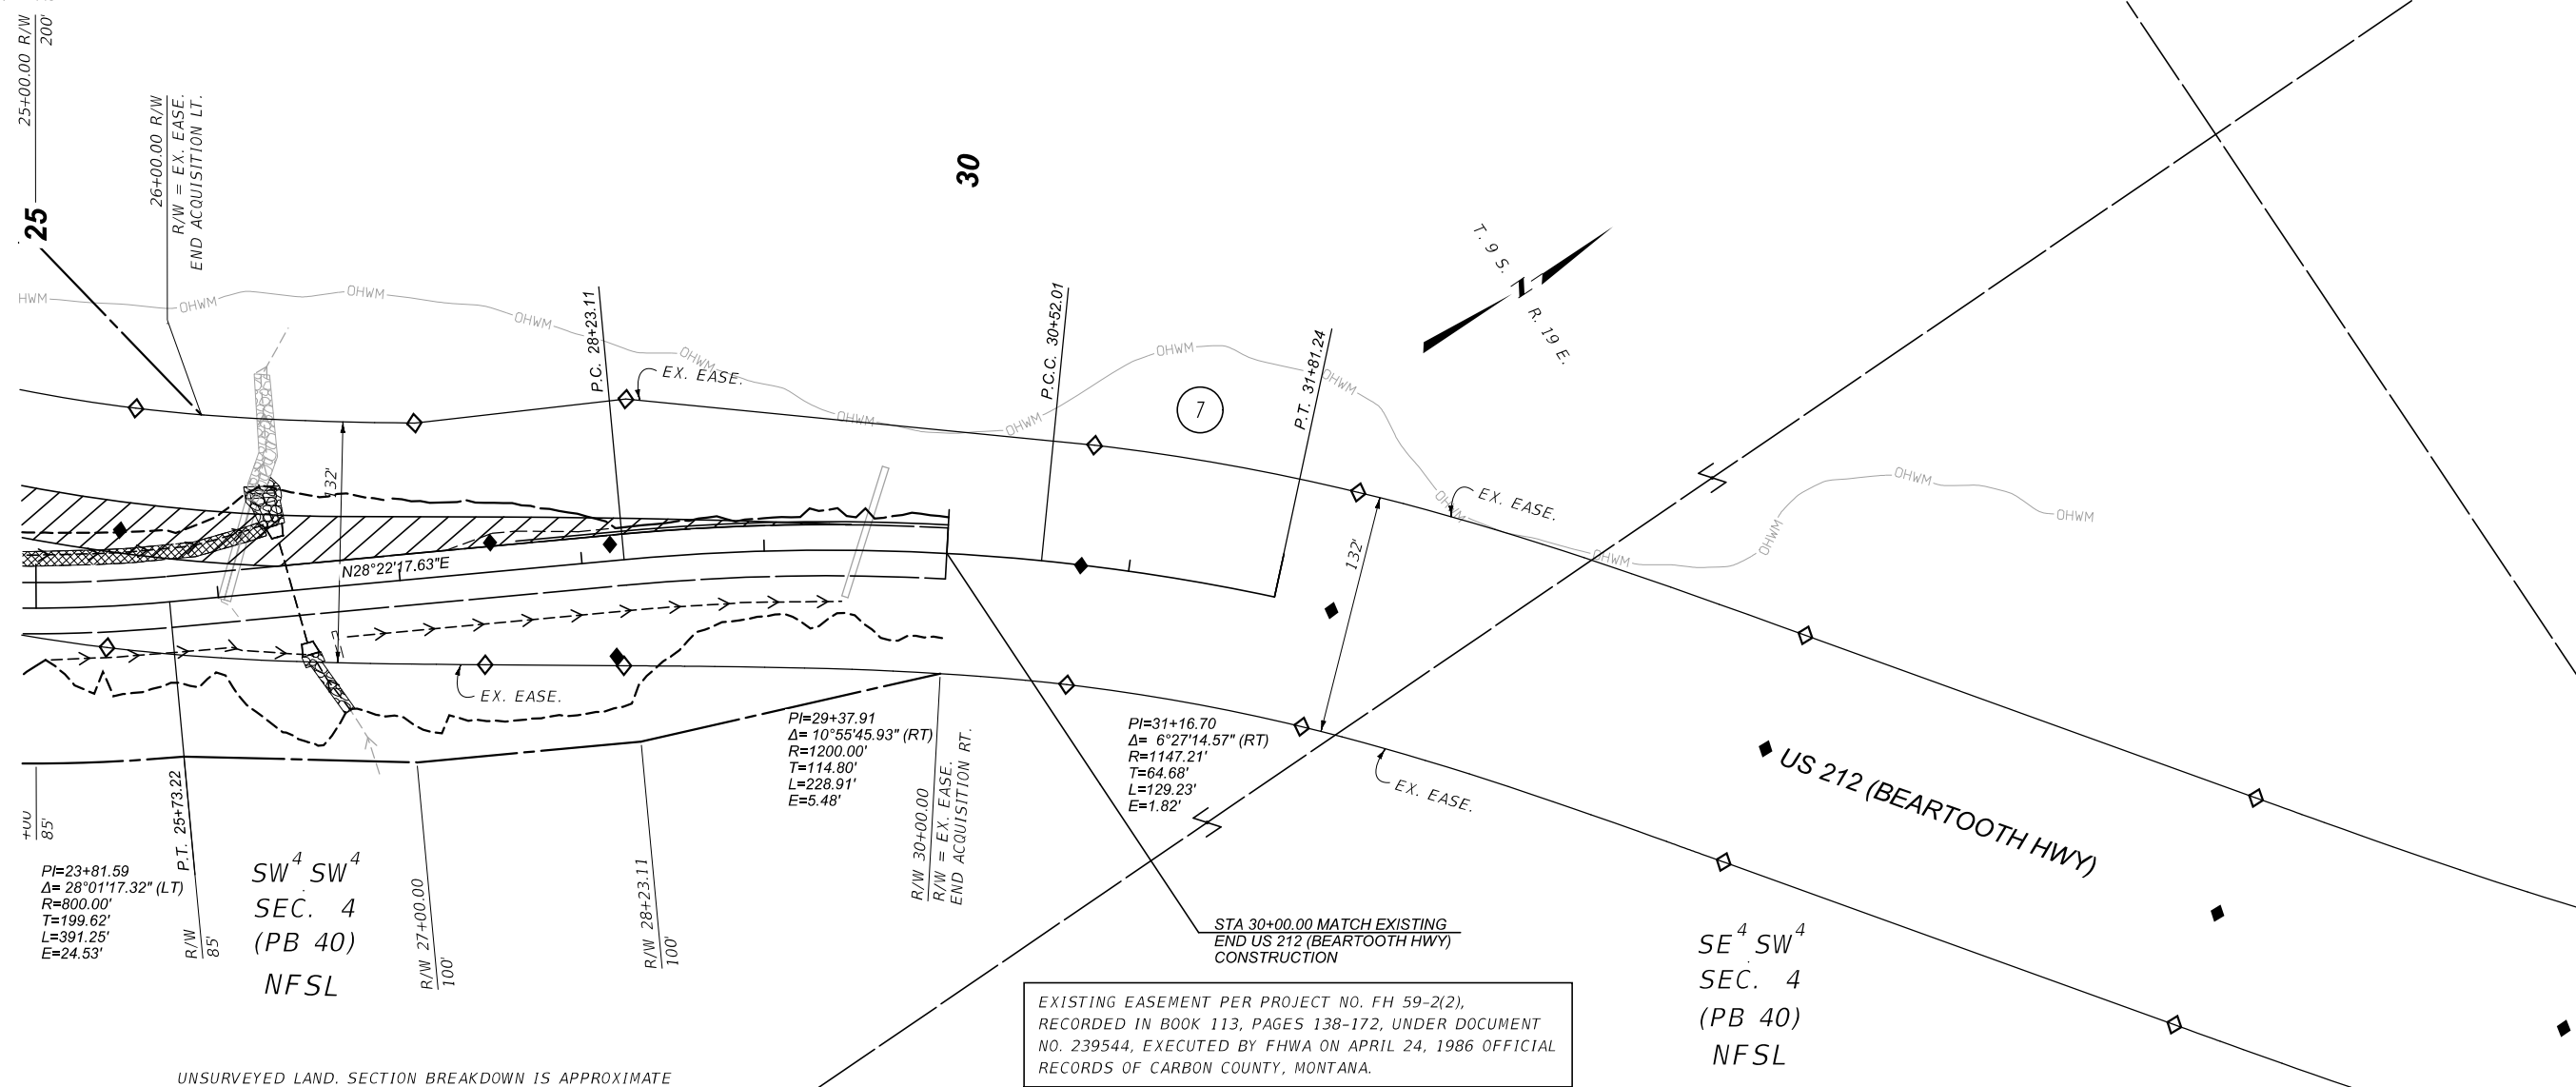 25+00.00 R/W
200'
25
26+00.00 R/W
R/W = EX. EASE.
END ACQUISITION LT.
30
T. 9 S.
R. 19 E.
HWM
OHWM
OHWM
OHWM
OHWM
OHWM
OHWM
OHWM
OHWM
OHWM
OHWM
OHWM
OHWM
OHWM
P.C. 28+23.11
EX. EASE.
P.C.C. 30+52.01
7
P.T. 31+81.24
132'
EX. EASE.
132'
N28°22'17.63"E
EX. EASE.
EX. EASE.
+00
85'
P.T. 25+73.22
R/W
85'
PI=23+81.59
Δ= 28°01'17.32" (LT)
R=800.00'
T=199.62'
L=391.25'
E=24.53'
SW 4 SW 4
SEC. 4
(PB 40)
NFSL
R/W 27+00.00
100'
R/W 28+23.11
100'
PI=29+37.91
Δ= 10°55'45.93" (RT)
R=1200.00'
T=114.80'
L=228.91'
E=5.48'
R/W 30+00.00
R/W = EX. EASE.
END ACQUISITION RT.
PI=31+16.70
Δ= 6°27'14.57" (RT)
R=1147.21'
T=64.68'
L=129.23'
E=1.82'
US 212 (BEARTOOTH HWY)
STA 30+00.00 MATCH EXISTING
END US 212 (BEARTOOTH HWY)
CONSTRUCTION
SE 4 SW 4
SEC. 4
(PB 40)
NFSL
EXISTING EASEMENT PER PROJECT NO. FH 59-2(2),
RECORDED IN BOOK 113, PAGES 138-172, UNDER DOCUMENT
NO. 239544, EXECUTED BY FHWA ON APRIL 24, 1986 OFFICIAL
RECORDS OF CARBON COUNTY, MONTANA.
UNSURVEYED LAND. SECTION BREAKDOWN IS APPROXIMATE